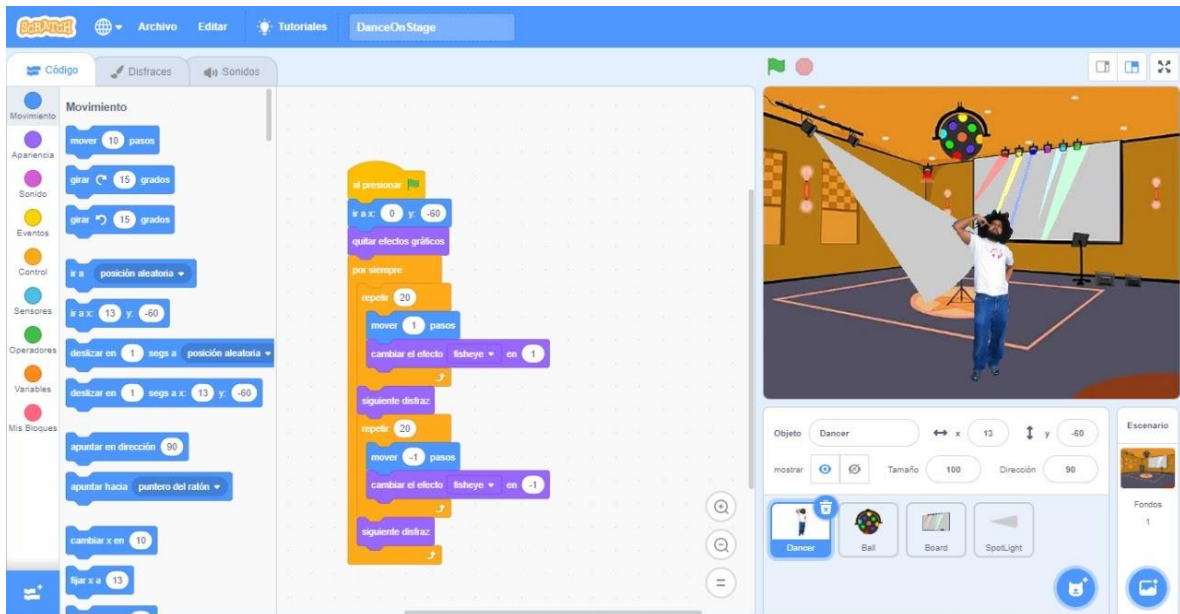 SCRATCH Archivo Editar Tutoriales DanceOnStage
Código Disfraces Sonidos
Movimiento
Apariencia
Sonido
Eventos
Control
Sensores
Operadores
Variables
Mis Bloques
Movimiento
mover 10 pasos
girar 15 grados
girar 15 grados
ir a posición aleatoria
ir a x: 13 y: -60
deslizar en 1 segs a posición aleatoria
deslizar en 1 segs a x: 13 y: -60
apuntar en dirección 90
apuntar hacia puntero del ratón
cambiar x en 10
fijar x a 13
al presionar
ir a x: 0 y: -60
quitar efectos gráficos
por siempre
repetir 20
mover 1 pasos
cambiar el efecto fisheye en 1
siguiente disfraz
repetir 20
mover -1 pasos
cambiar el efecto fisheye en -1
siguiente disfraz
Objeto Dancer x 13 y -60
mostrar Tamaño 100 Dirección 90
Dancer Ball Board SpotLight
Escenario
Fondos
1